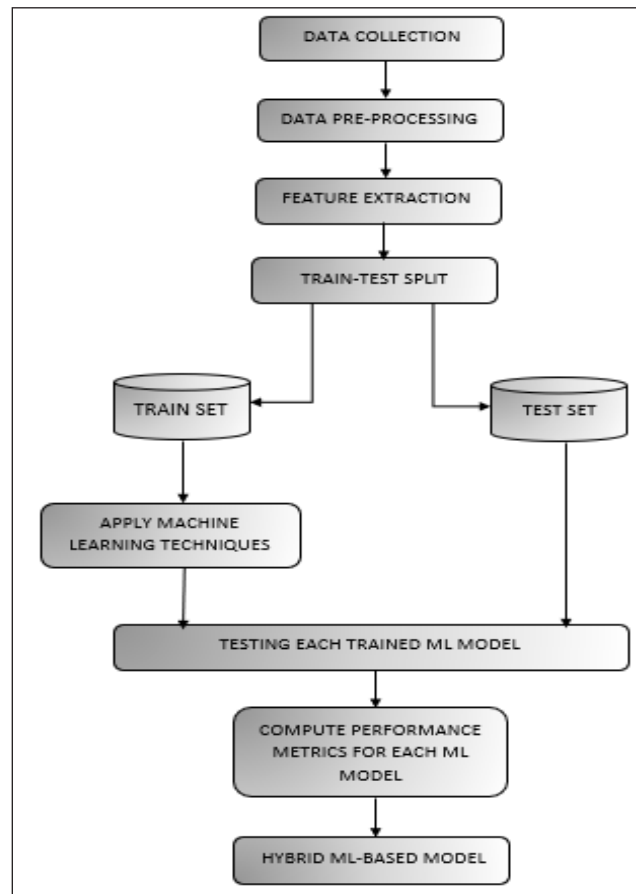 DATA COLLECTION
DATA PRE-PROCESSING
FEATURE EXTRACTION
TRAIN-TEST SPLIT
TRAIN SET
TEST SET
APPLY MACHINE
LEARNING TECHNIQUES
TESTING EACH TRAINED ML MODEL
COMPUTE PERFORMANCE
METRICS FOR EACH ML
MODEL
HYBRID ML-BASED MODEL